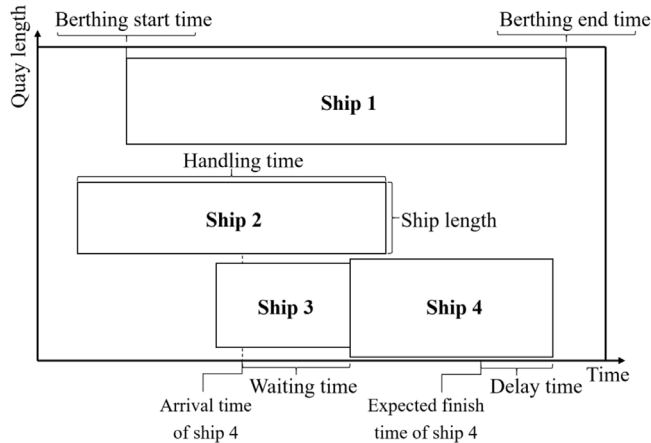 Berthing start time
Berthing end time
Quay length
Ship 1
Handling time
Ship 2
Ship length
Ship 3
Ship 4
Time
Waiting time
Delay time
Arrival time
of ship 4
Expected finish
time of ship 4